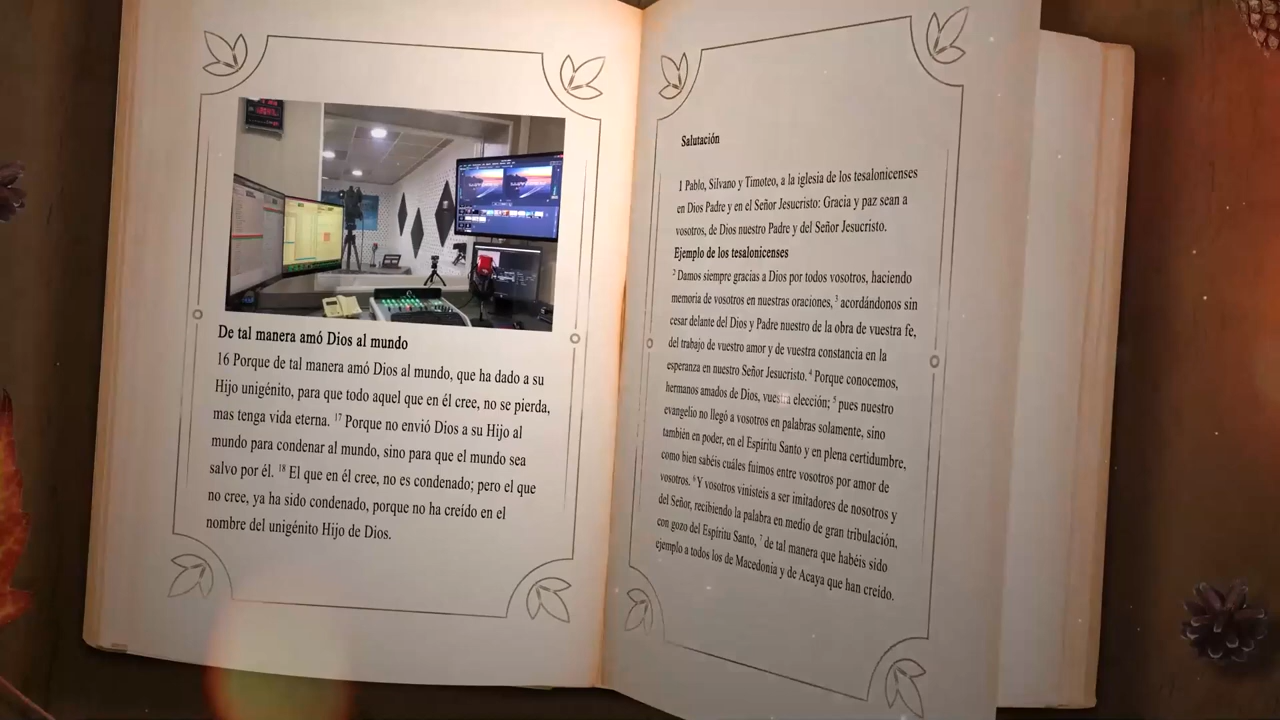 De tal manera amó Dios al mundo
16 Porque de tal manera amó Dios al mundo, que ha dado a su
Hijo unigénito, para que todo aquel que en él cree, no se pierda,
mas tenga vida eterna. 17 Porque no envió Dios a su Hijo al
mundo para condenar al mundo, sino para que el mundo sea
salvo por él. 18 El que en él cree, no es condenado; pero el que
no cree, ya ha sido condenado, porque no ha creído en el
nombre del unigénito Hijo de Dios.
Salutación
1 Pablo, Silvano y Timoteo, a la iglesia de los tesalonicenses
en Dios Padre y en el Señor Jesucristo: Gracia y paz sean a
vosotros, de Dios nuestro Padre y del Señor Jesucristo.
Ejemplo de los tesalonicenses
2 Damos siempre gracias a Dios por todos vosotros, haciendo
memoria de vosotros en nuestras oraciones, 3 acordándonos sin
cesar delante del Dios y Padre nuestro de la obra de vuestra fe,
del trabajo de vuestro amor y de vuestra constancia en la
esperanza en nuestro Señor Jesucristo. 4 Porque conocemos,
hermanos amados de Dios, vuestra elección; 5 pues nuestro
evangelio no llegó a vosotros en palabras solamente, sino
también en poder, en el Espíritu Santo y en plena certidumbre,
como bien sabéis cuáles fuimos entre vosotros por amor de
vosotros. 6 Y vosotros vinisteis a ser imitadores de nosotros y
del Señor, recibiendo la palabra en medio de gran tribulación,
con gozo del Espíritu Santo, 7 de tal manera que habéis sido
ejemplo a todos los de Macedonia y de Acaya que han creído.